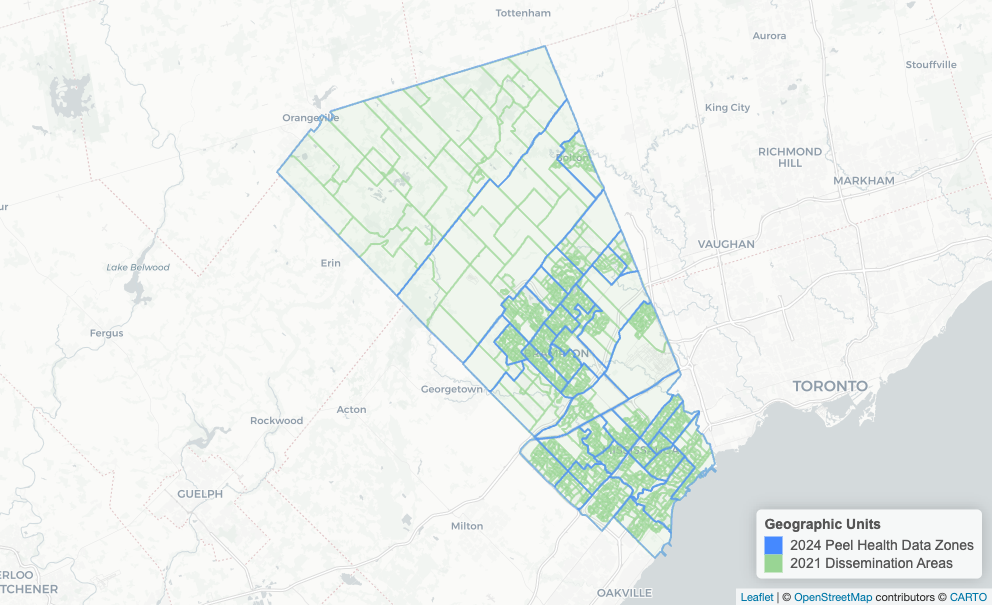 Tottenham
Aurora
Stouffville
Orangeville
King City
RICHMOND
HILL
Bolton
MARKHAM
ur
VAUGHAN
Erin
Lake Belwood
Fergus
BRAMPTON
Georgetown
TORONTO
Acton
Rockwood
MISSISSAUGA
GUELPH
Milton
Geographic Units
2024 Peel Health Data Zones
2021 Dissemination Areas
ERLOO
TCHENER
OAKVILLE
Leaflet | © OpenStreetMap contributors © CARTO